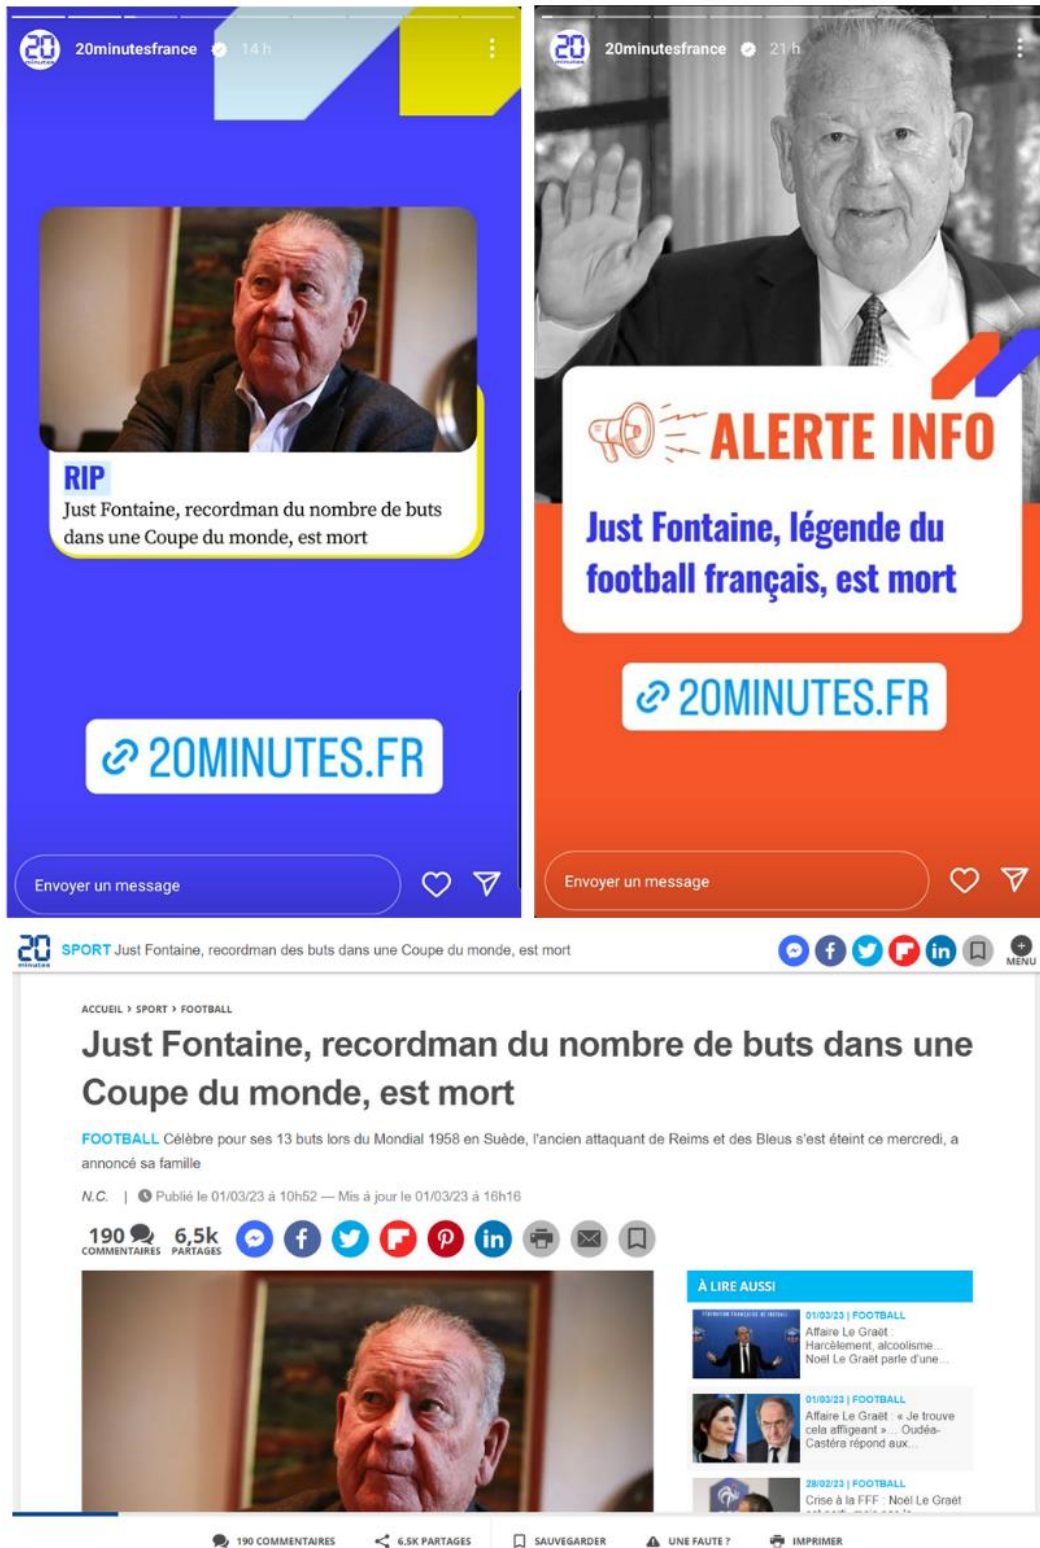 20 minutes
20minutesfrance 14 h
RIP
Just Fontaine, recordman du nombre de buts
dans une Coupe du monde, est mort
20MINUTES.FR
Envoyer un message
20 minutes
20minutesfrance 21 h
ALERTE INFO
Just Fontaine, légende du
football français, est mort
20MINUTES.FR
Envoyer un message
20 minutes
SPORT Just Fontaine, recordman des buts dans une Coupe du monde, est mort
MENU
ACCUEIL > SPORT > FOOTBALL
Just Fontaine, recordman du nombre de buts dans une
Coupe du monde, est mort
FOOTBALL Célèbre pour ses 13 buts lors du Mondial 1958 en Suède, l'ancien attaquant de Reims et des Bleus s'est éteint ce mercredi, a
annoncé sa famille
N.C. | Publié le 01/03/23 à 10h52 — Mis à jour le 01/03/23 à 16h16
190 6,5k
COMMENTAIRES PARTAGES
À LIRE AUSSI
01/03/23 | FOOTBALL
Affaire Le Graët :
Harcèlement, alcoolisme...
Noël Le Graët parle d'une...
01/03/23 | FOOTBALL
Affaire Le Graët : « Je trouve
cela affligeant »... Oudéa-
Castéra répond aux...
28/02/23 | FOOTBALL
Crise à la FFF : Noël Le Graët
190 COMMENTAIRES 6.5K PARTAGES SAUVEGARDER UNE FAUTE ? IMPRIMER